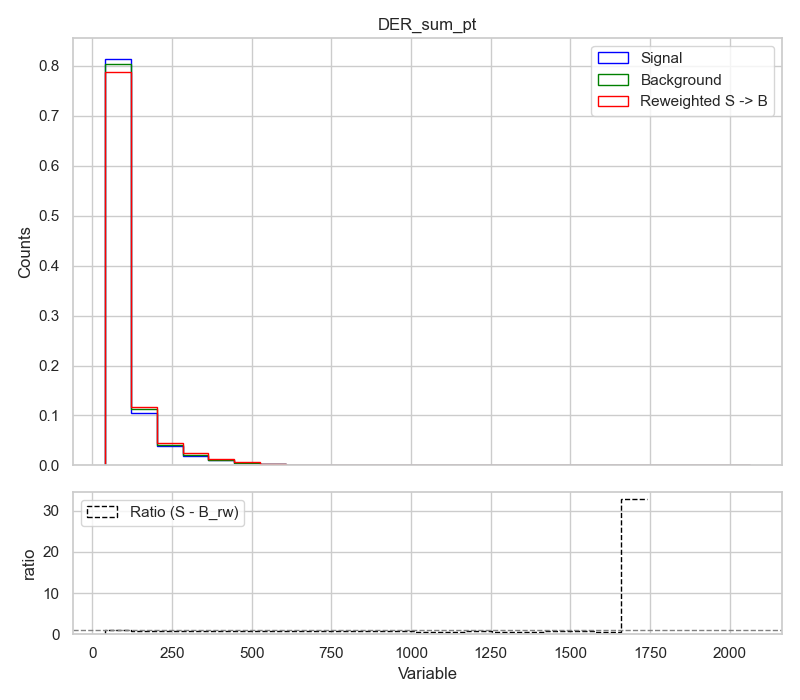 DER_sum_pt
Signal
Background
Reweighted S -> B
0.8
0.7
0.6
0.5
0.4
0.3
0.2
0.1
0.0
Counts
Ratio (S - B_rw)
30
20
10
0
ratio
0 250 500 750 1000 1250 1500 1750 2000
Variable